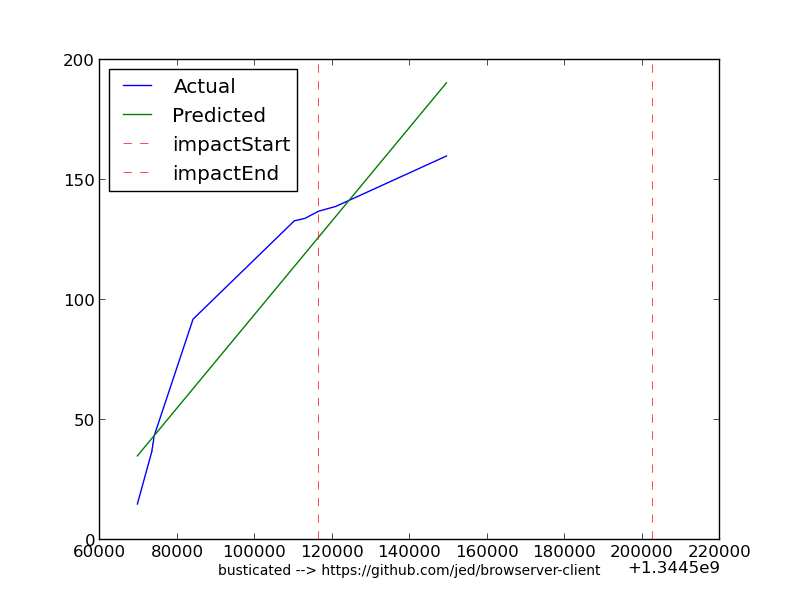 200
Actual
Predicted
impactStart
impactEnd
150
100
50
0
60000 80000 100000 120000 140000 160000 180000 200000 220000
busticated --> https://github.com/jed/browserver-client
+1.3445e9